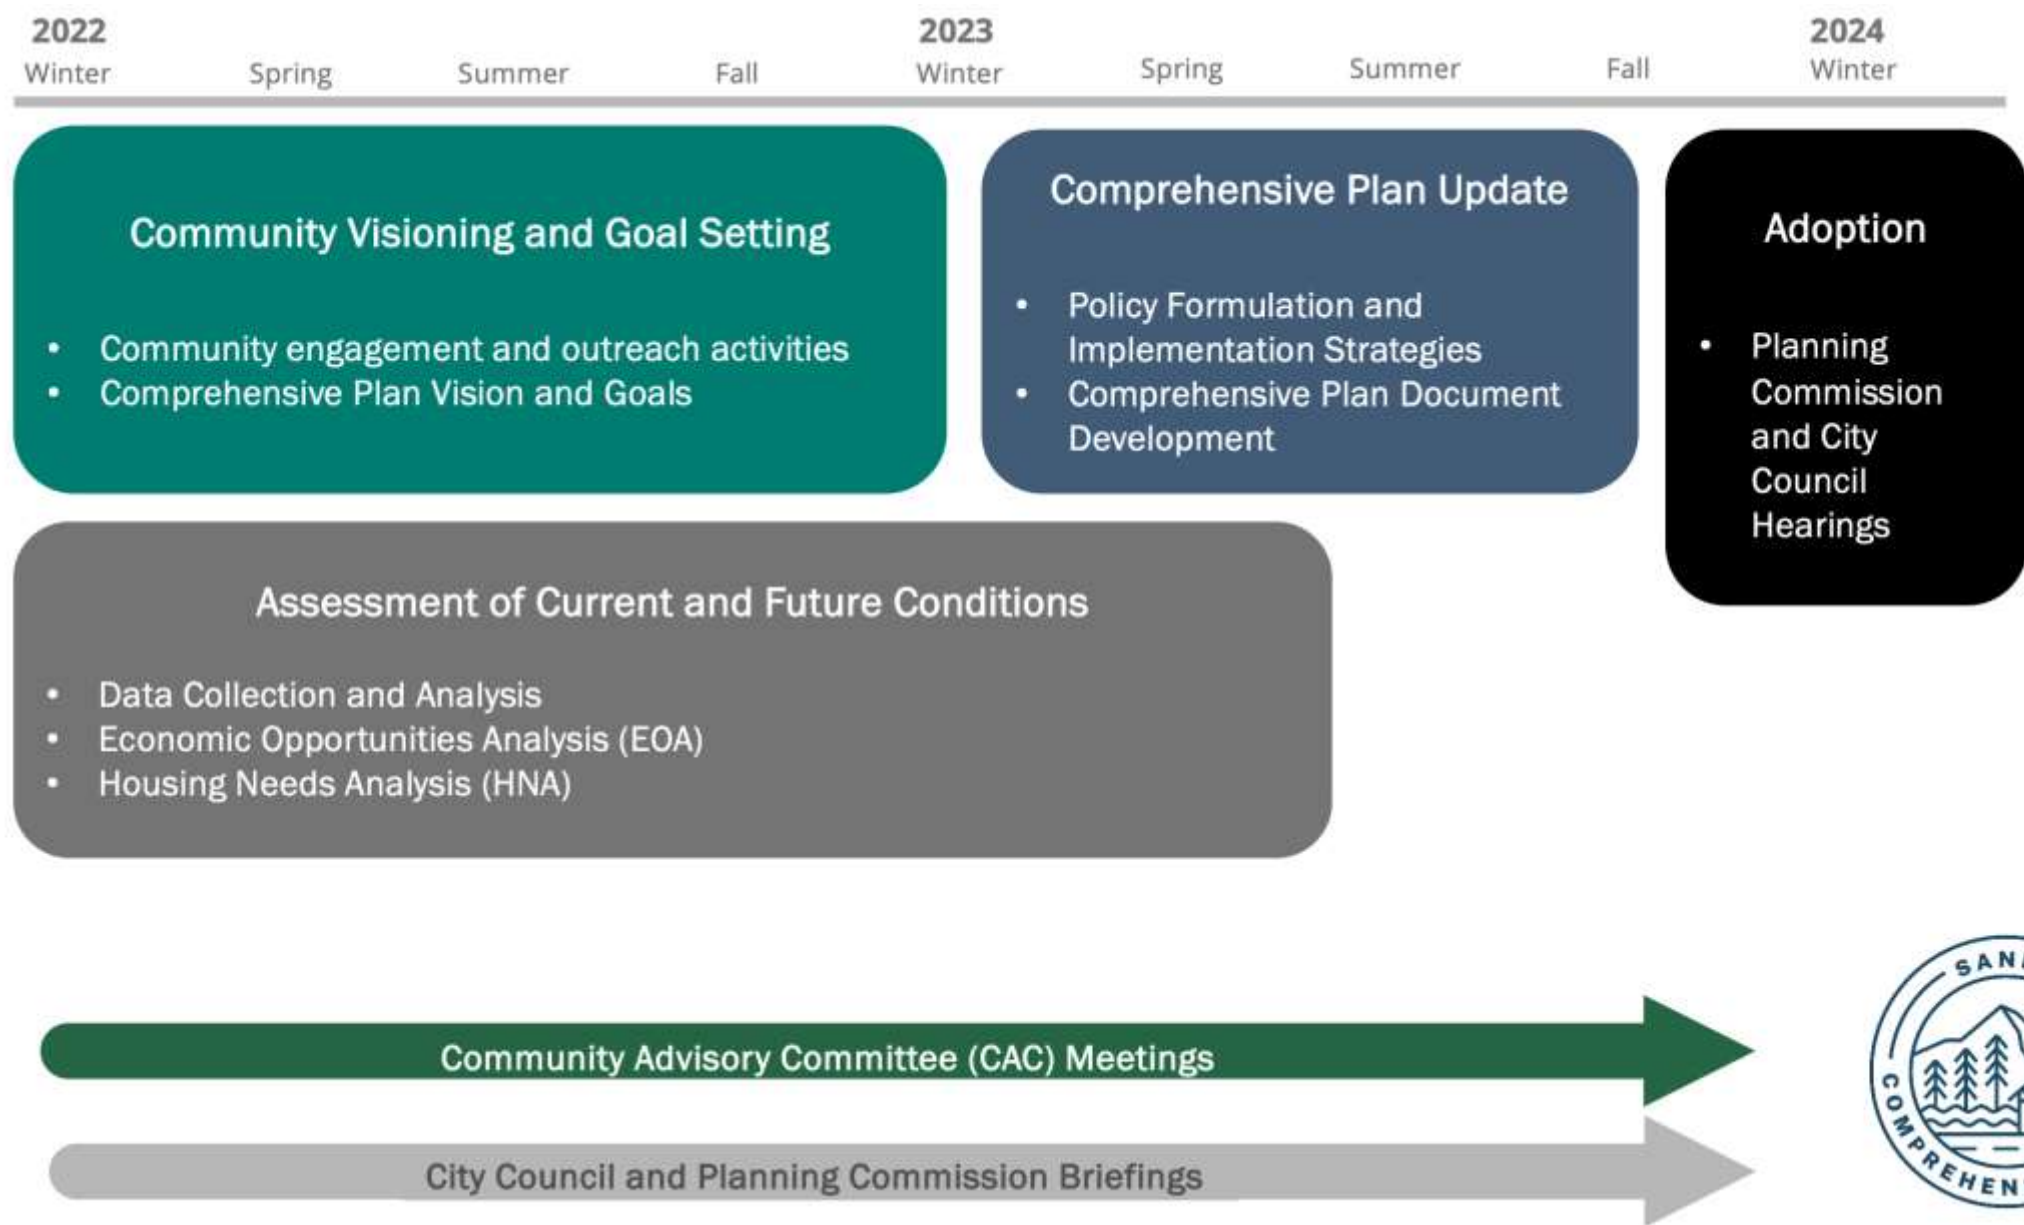 2022 2023 2024
Winter Spring Summer Fall Winter Spring Summer Fall Winter
Community Visioning and Goal Setting
• Community engagement and outreach activities
• Comprehensive Plan Vision and Goals
Comprehensive Plan Update
• Policy Formulation and
Implementation Strategies
• Comprehensive Plan Document
Development
Adoption
• Planning
Commission
and City
Council
Hearings
Assessment of Current and Future Conditions
• Data Collection and Analysis
• Economic Opportunities Analysis (EOA)
• Housing Needs Analysis (HNA)
Community Advisory Committee (CAC) Meetings
City Council and Planning Commission Briefings